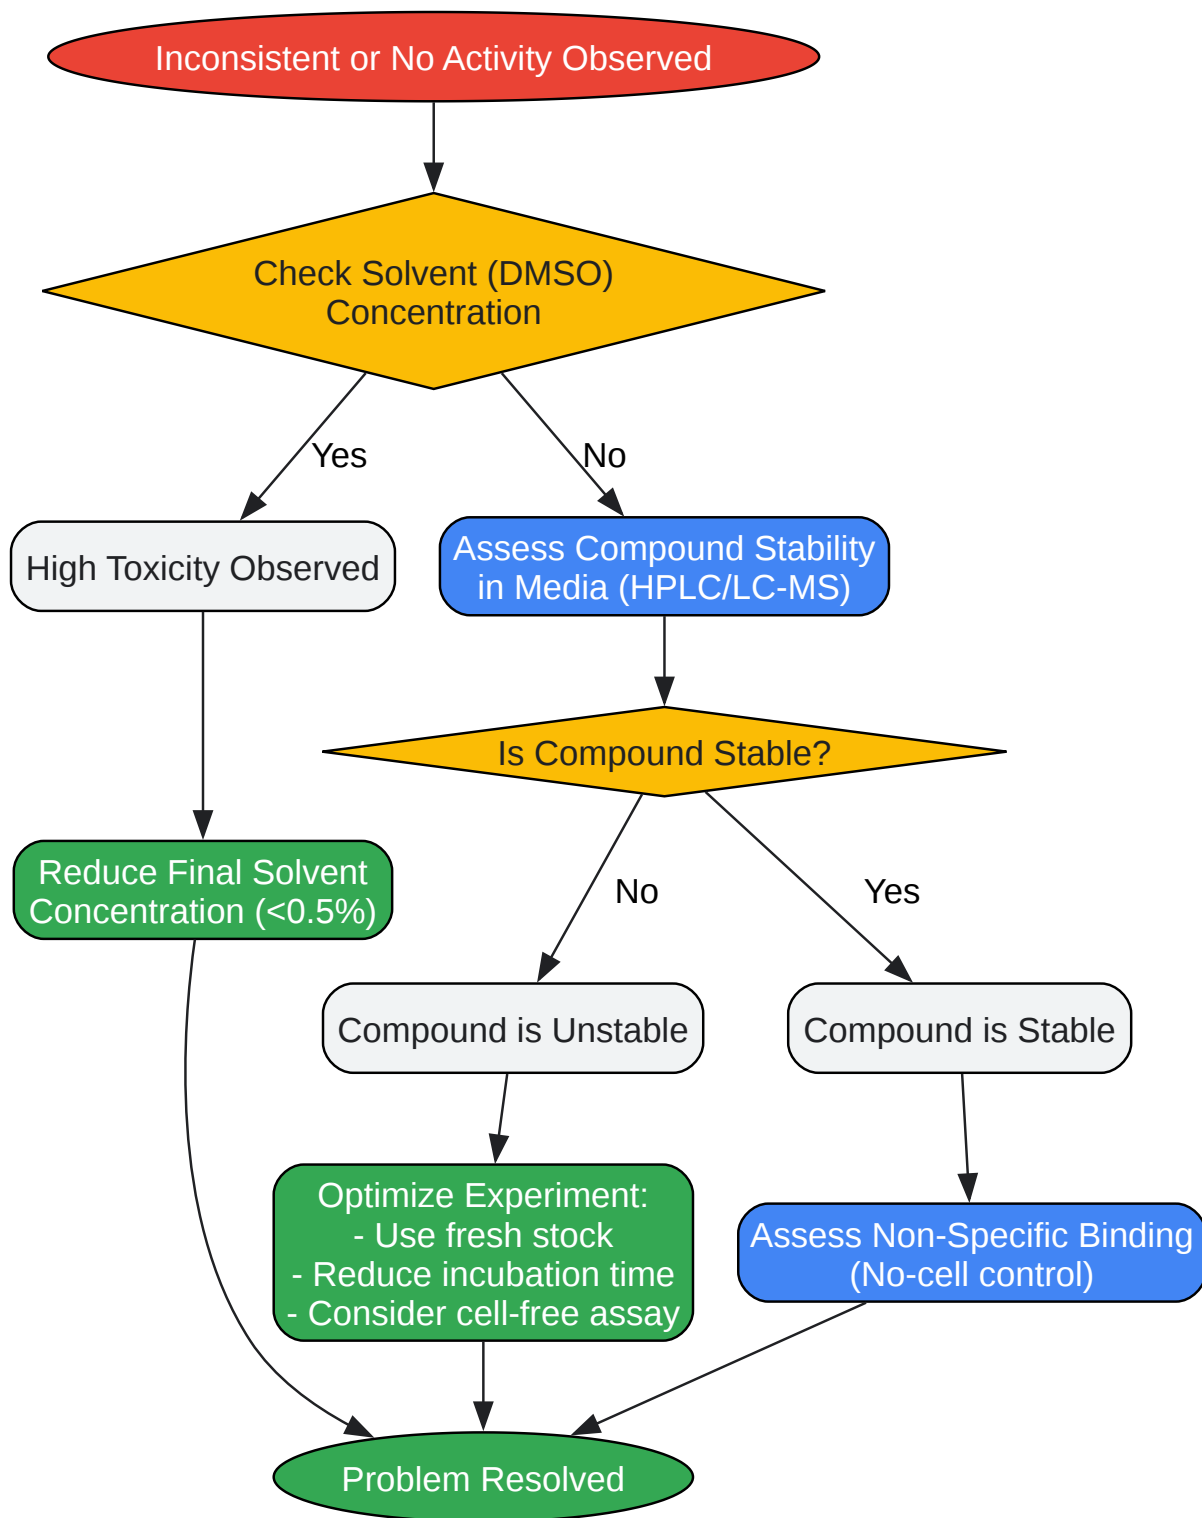 Inconsistent or No Activity Observed
Check Solvent (DMSO)
Concentration
Yes
No
High Toxicity Observed
Assess Compound Stability
in Media (HPLC/LC-MS)
Is Compound Stable?
Reduce Final Solvent
Concentration (<0.5%)
No
Yes
Compound is Unstable
Compound is Stable
Optimize Experiment:
- Use fresh stock
- Reduce incubation time
- Consider cell-free assay
Assess Non-Specific Binding
(No-cell control)
Problem Resolved